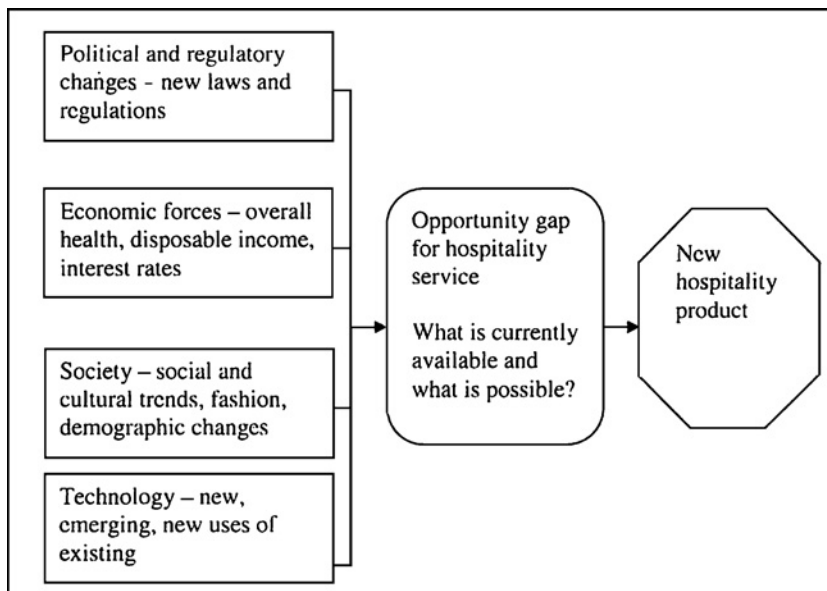 Political and regulatory
changes - new laws and
regulations
Economic forces – overall
health, disposable income,
interest rates
Society – social and
cultural trends, fashion,
demographic changes
Technology – new,
emerging, new uses of
existing
Opportunity gap
for hospitality
service
What is currently
available and
what is possible?
New
hospitality
product